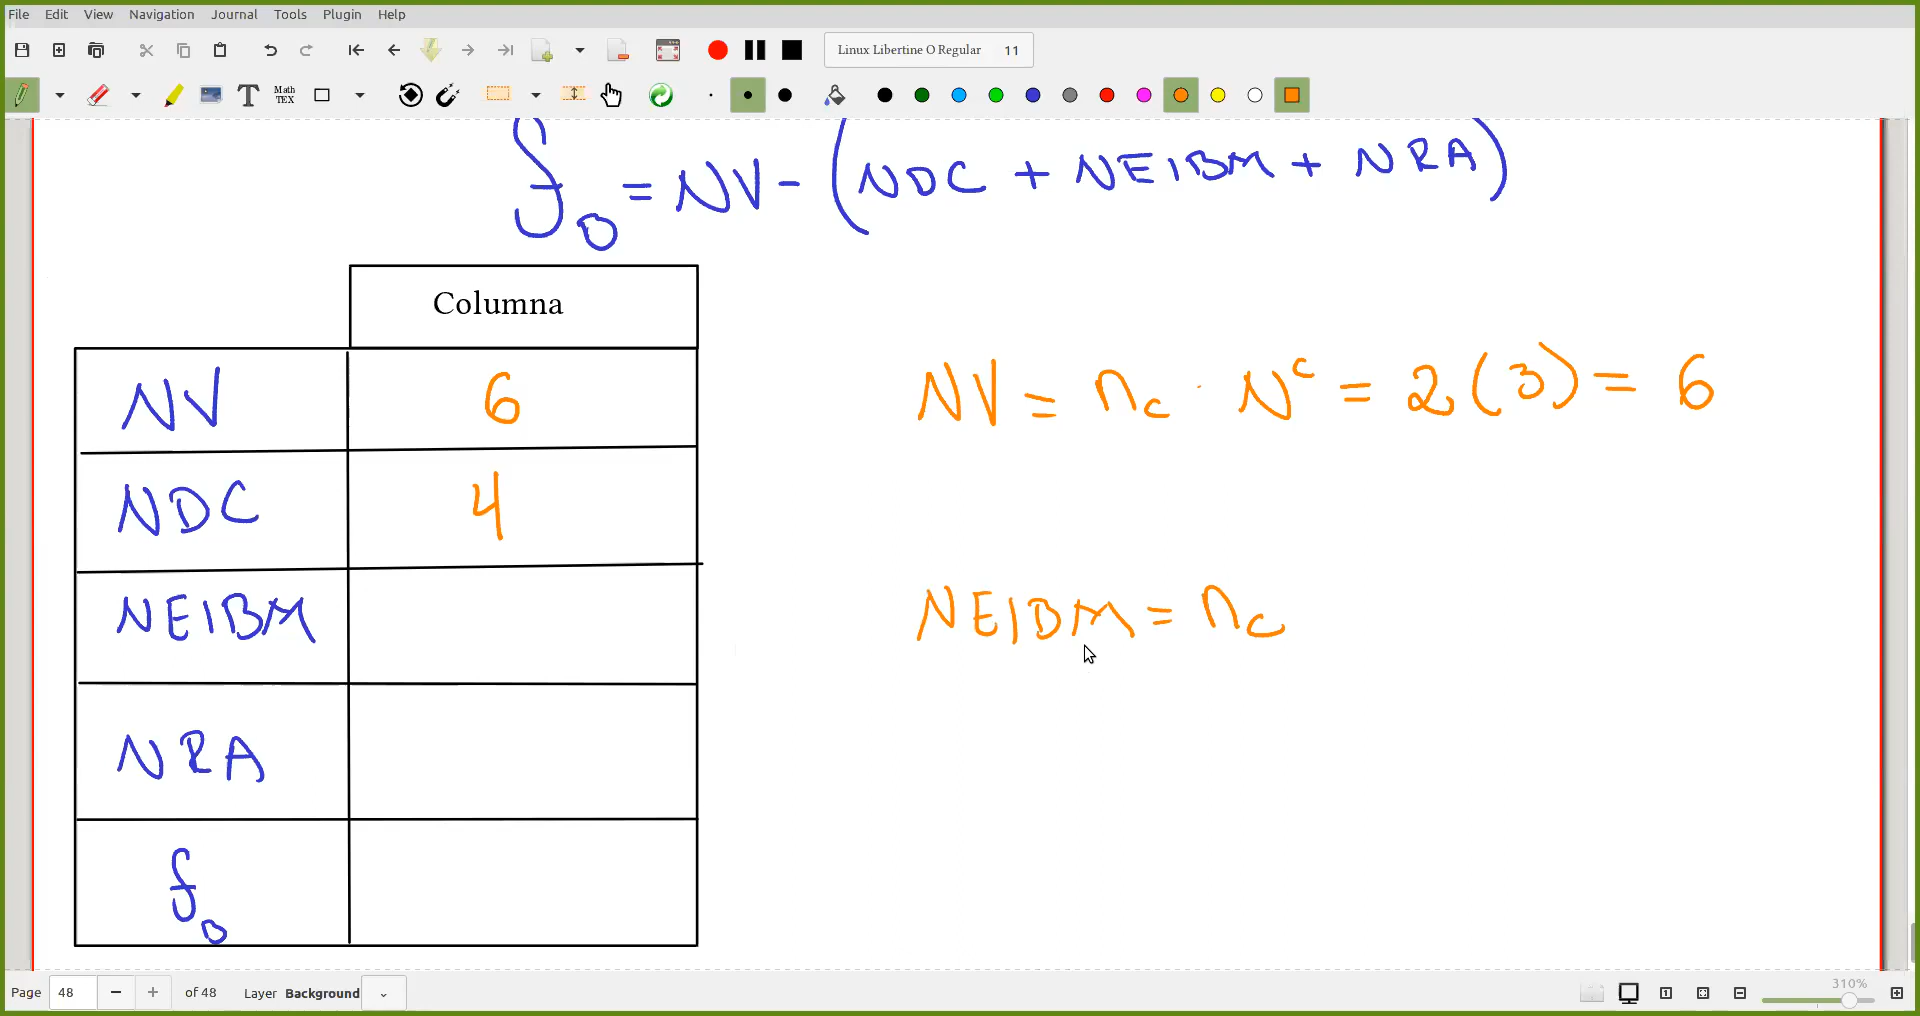 File Edit View Navigation Journal Tools Plugin Help
Linux Libertine O Regular 11
Math TEX
f₀ = NV - (NDC + NEIBM + NRA)
Columna
NV 6
NDC 4
NEIBM
NRA
f₀
NV = n_c · N^c = 2 (3) = 6
NEIBM = n_c
Page 48 - + of 48 Layer Background 310%